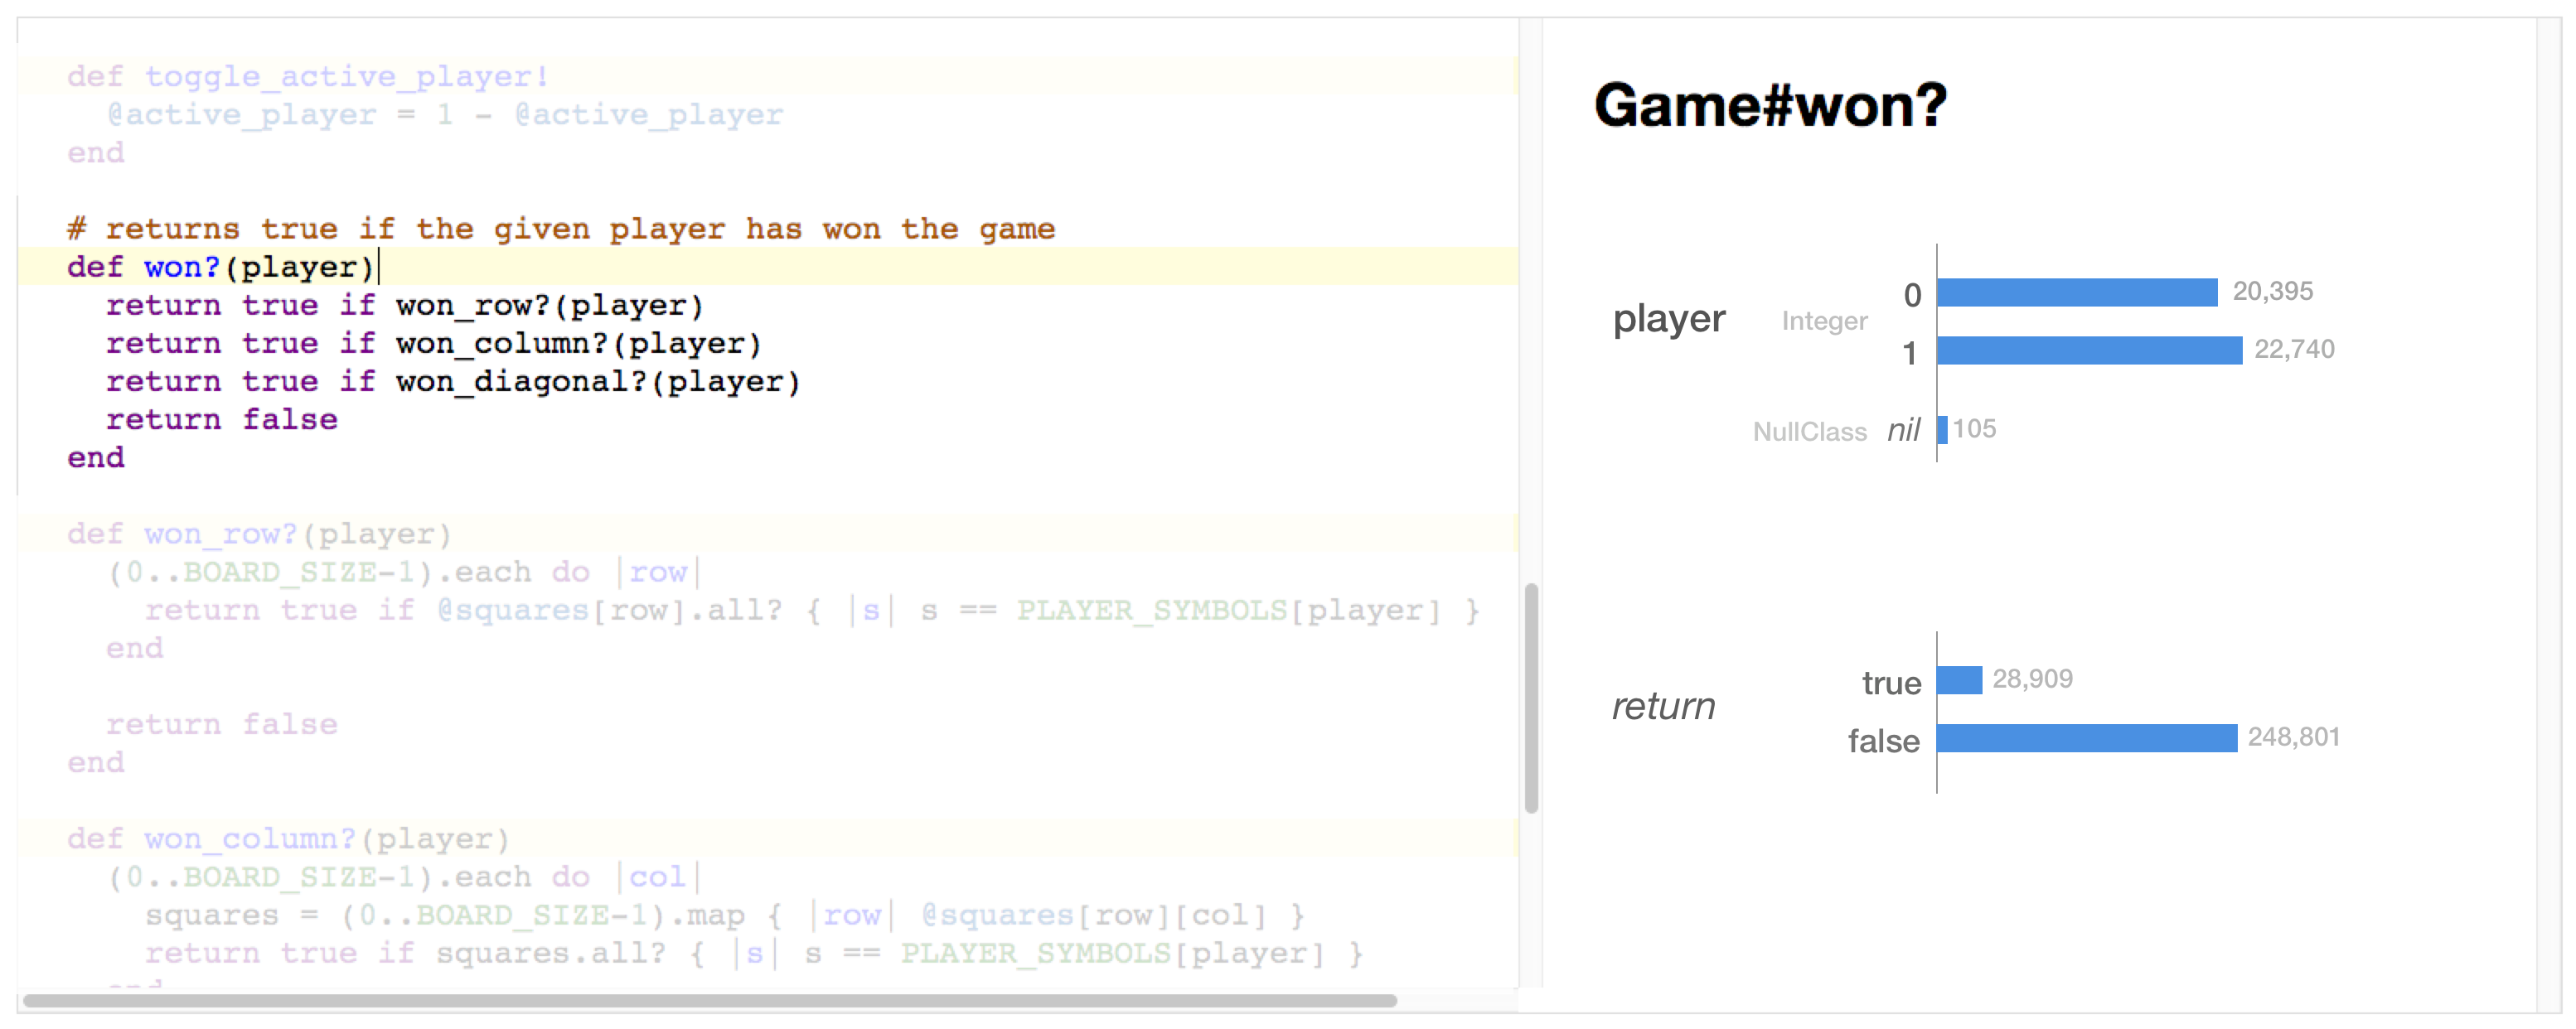 def toggle_active_player!
  @active_player = 1 - @active_player
end
# returns true if the given player has won the game
def won?(player)
  return true if won_row?(player)
  return true if won_column?(player)
  return true if won_diagonal?(player)
  return false
end
def won_row?(player)
  (0..BOARD_SIZE-1).each do |row|
    return true if @squares[row].all? { |s| s == PLAYER_SYMBOLS[player] }
  end
  return false
end
def won_column?(player)
  (0..BOARD_SIZE-1).each do |col|
    squares = (0..BOARD_SIZE-1).map { |row| @squares[row][col] }
    return true if squares.all? { |s| s == PLAYER_SYMBOLS[player] }
  end
Game#won?
player
Integer
0 20,395
1 22,740
NullClass nil 105
return
true 28,909
false 248,801